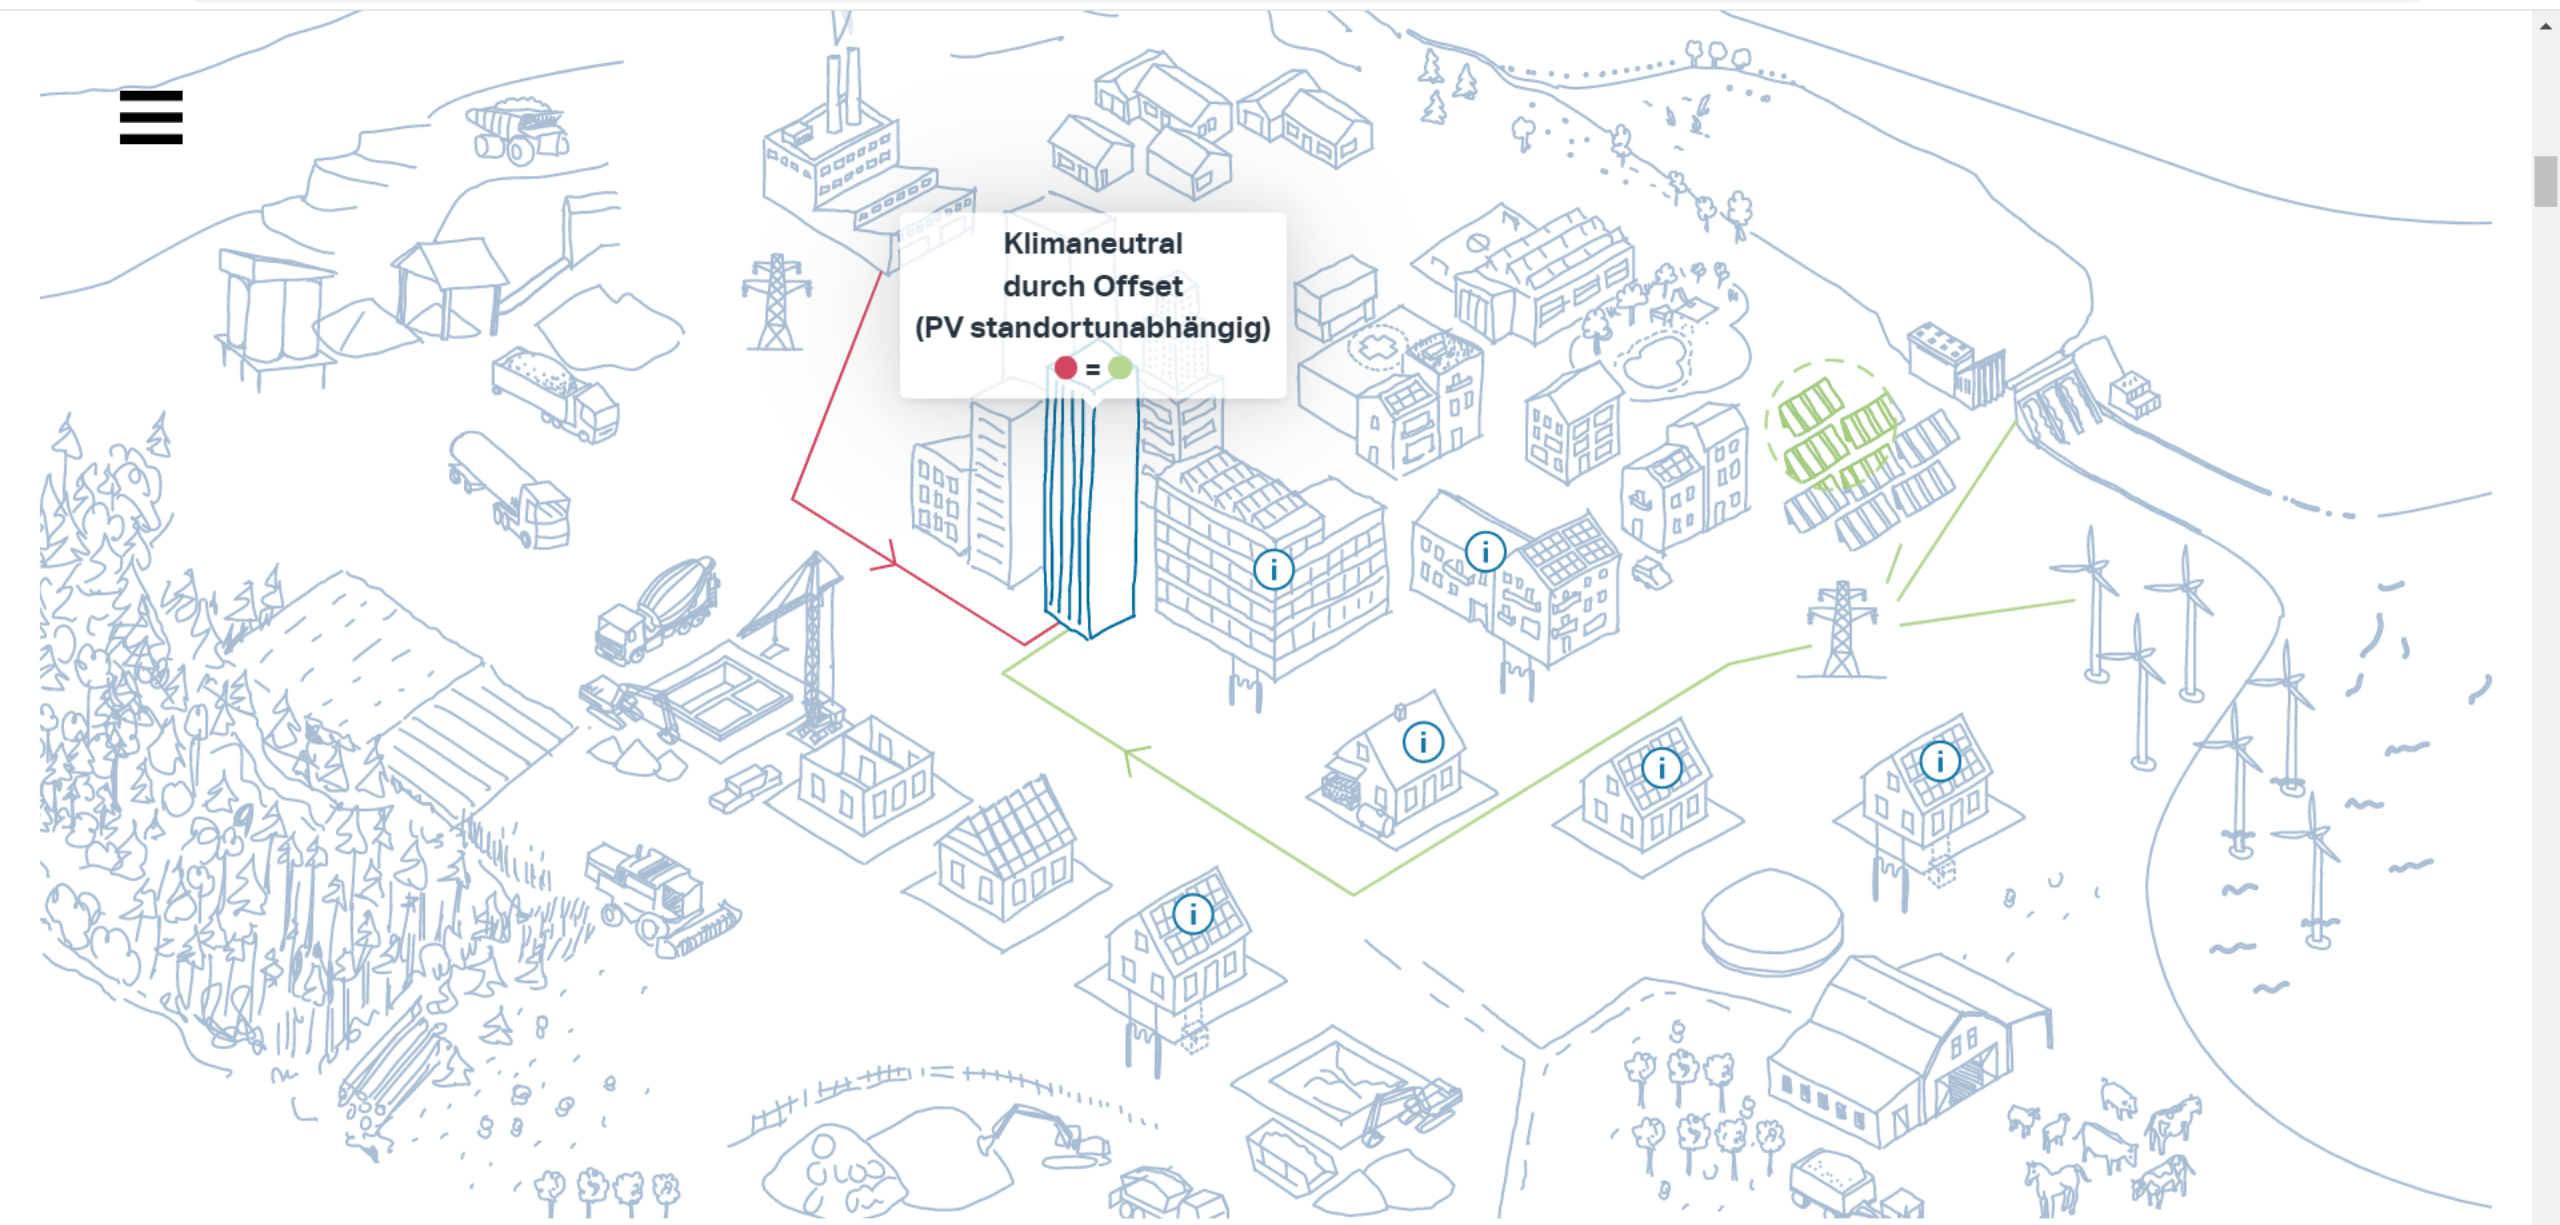 Klimaneutral
durch Offset
(PV standortunabhängig)
=
i
i
i
i
i
i